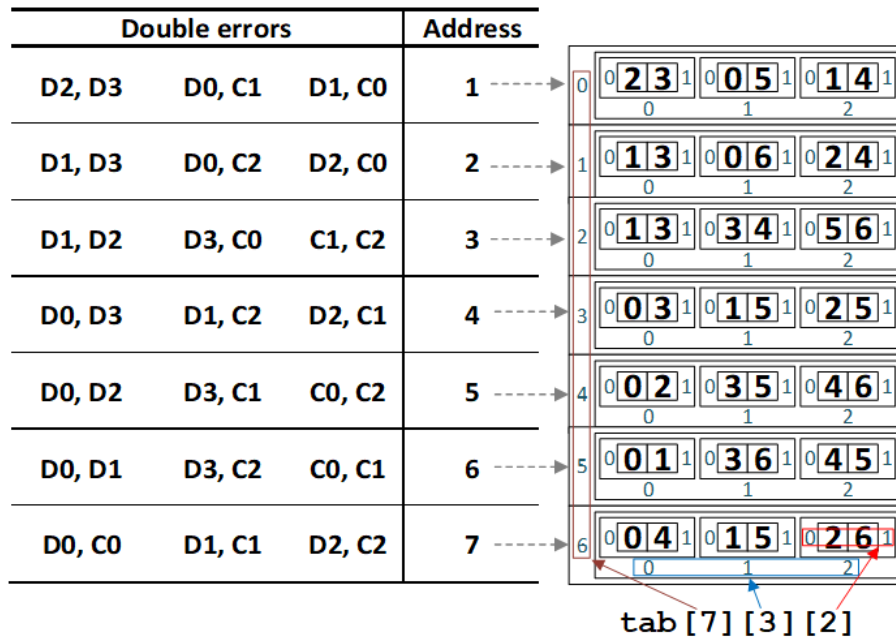 Double errors Address
D2, D3 D0, C1 D1, C0 1 0 0 2 3 1 0 0 5 1 0 1 4 1
0 1 2
D1, D3 D0, C2 D2, C0 2 1 0 1 3 1 0 0 6 1 0 2 4 1
0 1 2
D1, D2 D3, C0 C1, C2 3 2 0 1 3 1 0 3 4 1 0 5 6 1
0 1 2
D0, D3 D1, C2 D2, C1 4 3 0 0 3 1 0 1 5 1 0 2 5 1
0 1 2
D0, D2 D3, C1 C0, C2 5 4 0 0 2 1 0 3 5 1 0 4 6 1
0 1 2
D0, D1 D3, C2 C0, C1 6 5 0 0 1 1 0 3 6 1 0 4 5 1
0 1 2
D0, C0 D1, C1 D2, C2 7 6 0 0 4 1 0 1 5 1 0 2 6 1
0 1 2
tab[7][3][2]